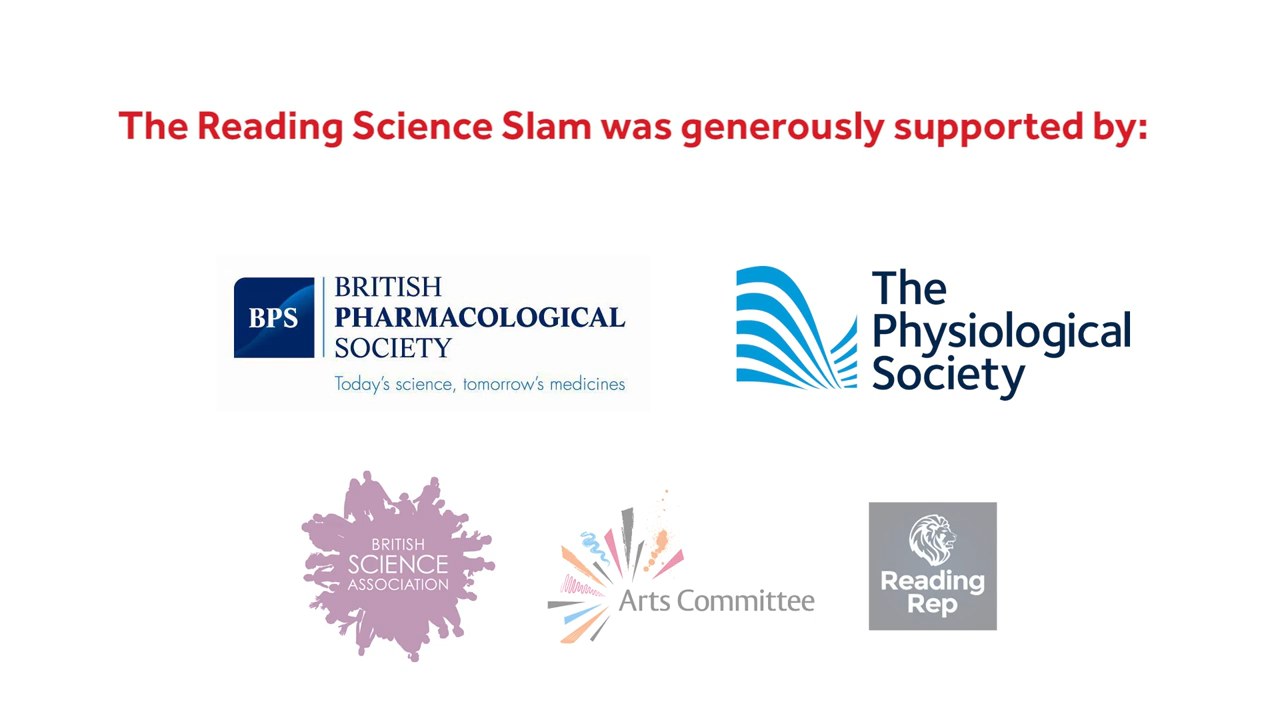 The Reading Science Slam was generously supported by:
BPS
BRITISH
PHARMACOLOGICAL
SOCIETY
Today's science, tomorrow's medicines
The
Physiological
Society
BRITISH
SCIENCE
ASSOCIATION
Arts Committee
Reading
Rep